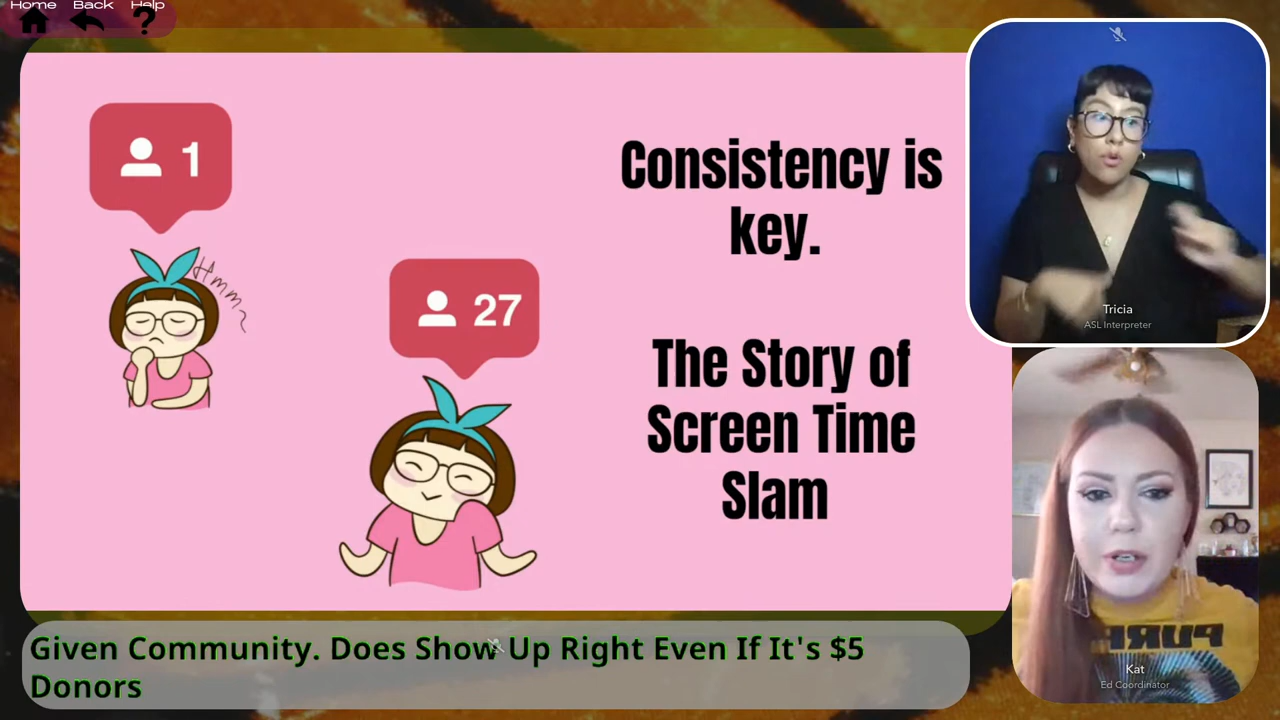 Home Back Help
?
1
Hmm~
27
Consistency is
key.
The Story of
Screen Time
Slam
Tricia
ASL Interpreter
PURR
Kat
Ed Coordinator
Given Community. Does Show Up Right Even If It's $5
Donors